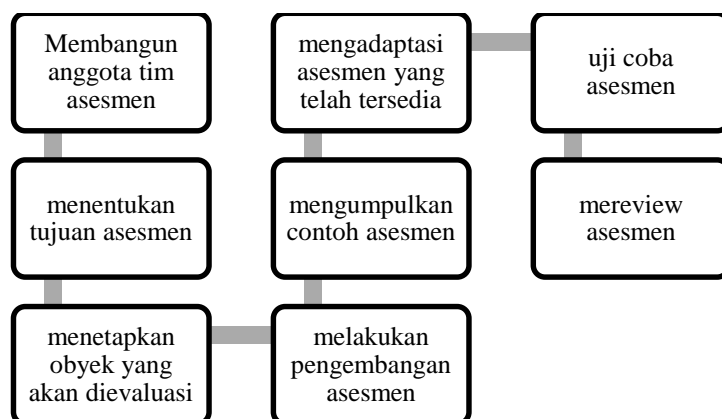 Membangun
anggota tim
asesmen
menentukan
tujuan asesmen
menetapkan
obyek yang
akan dievaluasi
melakukan
pengembangan
asesmen
mengumpulkan
contoh asesmen
mengadaptasi
asesmen yang
telah tersedia
uji coba
asesmen
mereview
asesmen